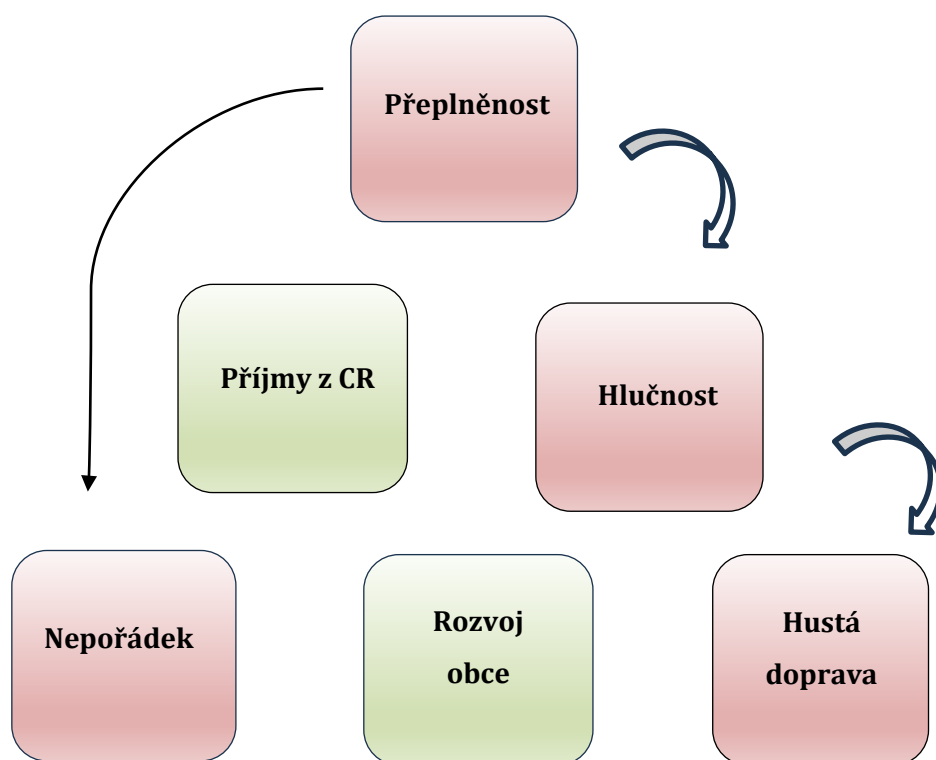 Přeplněnost
Příjmy z CR
Hlučnost
Nepořádek
Rozvoj
obce
Hustá
doprava